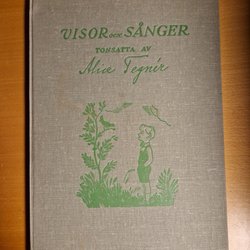 VISOR och SÅNGER
TONSATTA AV
Alice Tegnér